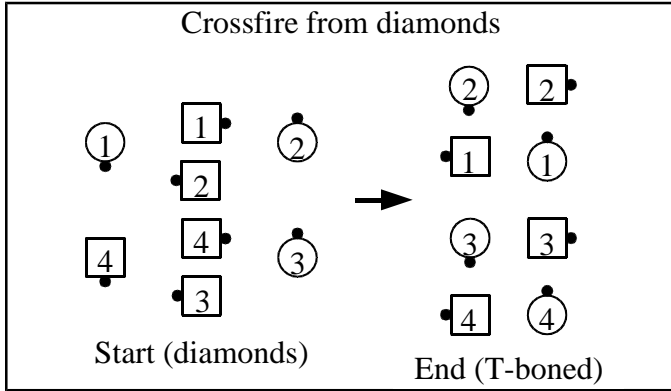 Crossfire from diamonds
1 1 2
2
4 4 3
3
Start (diamonds)
2 2
1 1
3 3
4 4
End (T-boned)